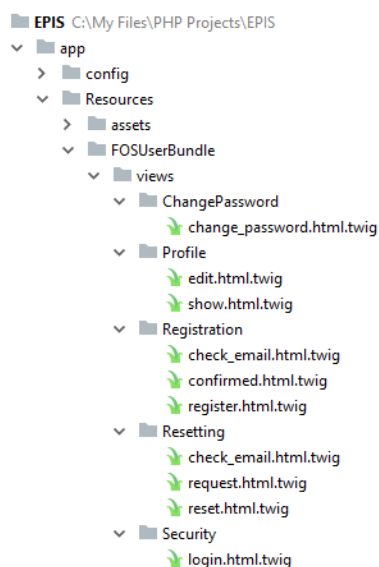 EPIS C:\My Files\PHP Projects\EPIS
app
config
Resources
assets
FOSUserBundle
views
ChangePassword
change_password.html.twig
Profile
edit.html.twig
show.html.twig
Registration
check_email.html.twig
confirmed.html.twig
register.html.twig
Resetting
check_email.html.twig
request.html.twig
reset.html.twig
Security
login.html.twig